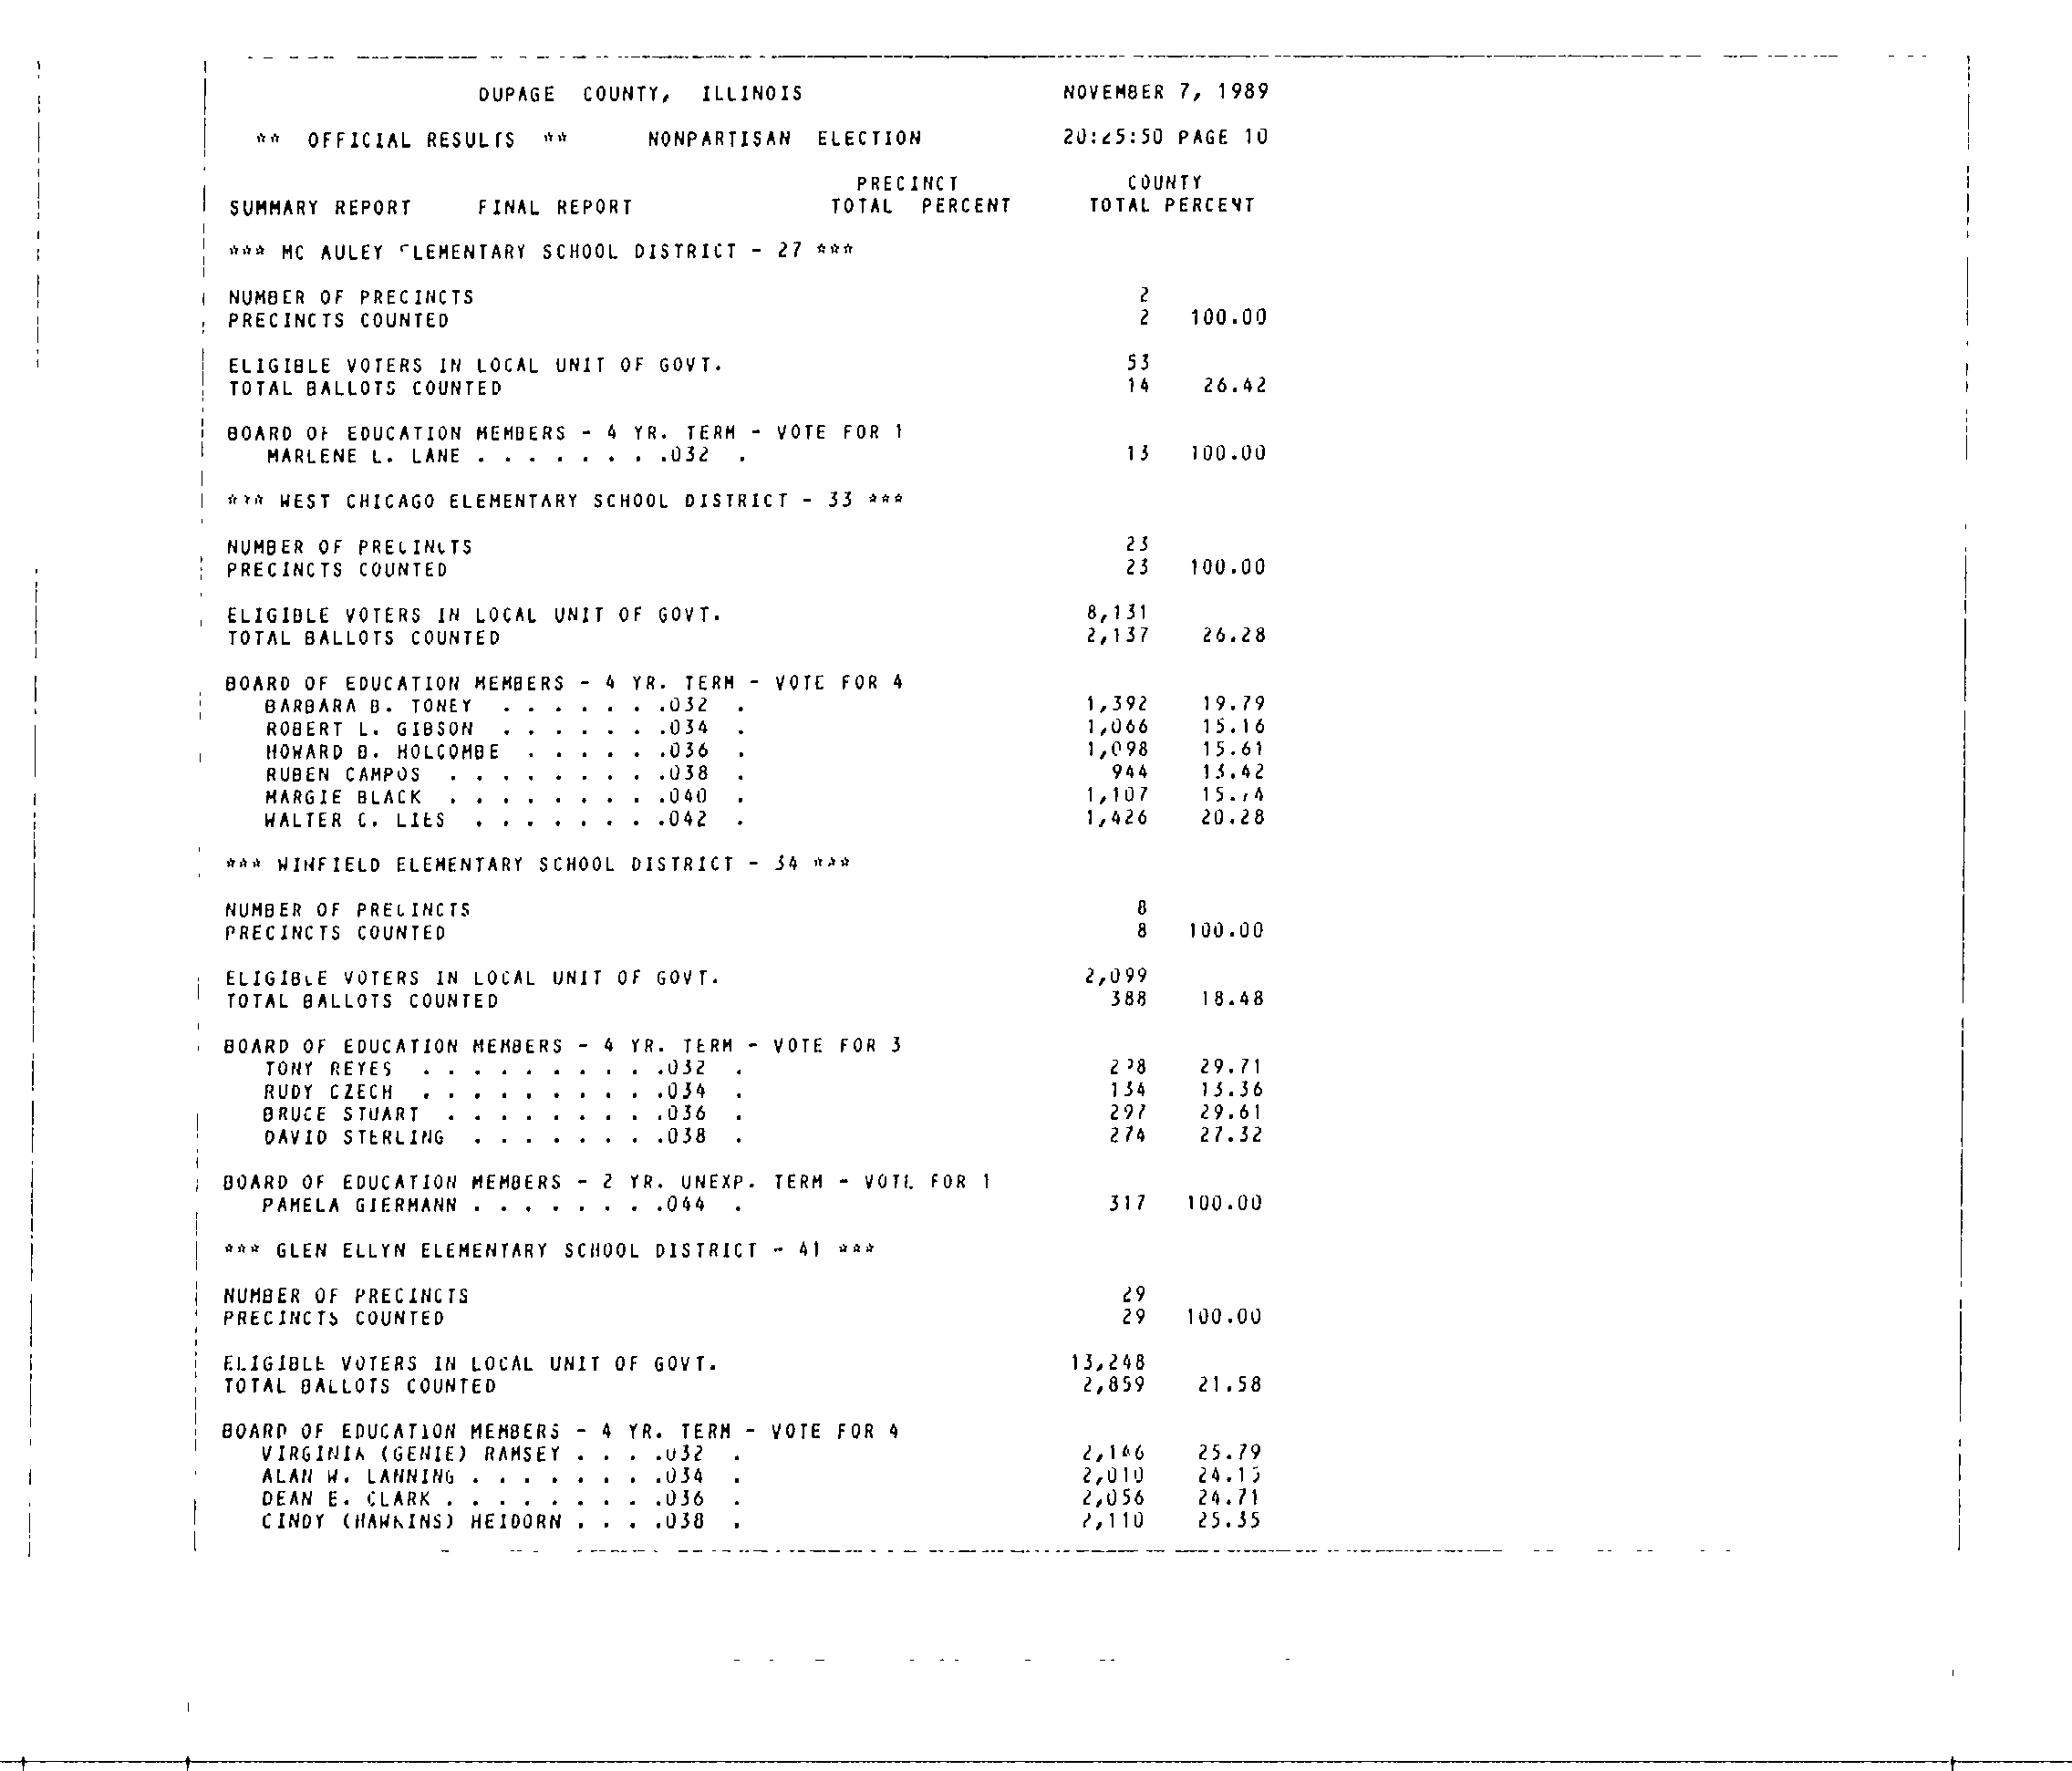 DUPAGE COUNTY, ILLINOIS NOVEMBER 7, 1989
** OFFICIAL RESULTS ** NONPARTISAN ELECTION 20:25:50 PAGE 10
PRECINCT COUNTY
SUMMARY REPORT FINAL REPORT TOTAL PERCENT TOTAL PERCENT
*** MC AULEY ELEMENTARY SCHOOL DISTRICT - 27 ***
NUMBER OF PRECINCTS 2
PRECINCTS COUNTED 2 100.00
ELIGIBLE VOTERS IN LOCAL UNIT OF GOVT. 53
TOTAL BALLOTS COUNTED 14 26.42
BOARD OF EDUCATION MEMBERS - 4 YR. TERM - VOTE FOR 1
MARLENE L. LANE . . . . . . . .032 . 13 100.00
*** WEST CHICAGO ELEMENTARY SCHOOL DISTRICT - 33 ***
NUMBER OF PRECINCTS 23
PRECINCTS COUNTED 23 100.00
ELIGIBLE VOTERS IN LOCAL UNIT OF GOVT. 8,131
TOTAL BALLOTS COUNTED 2,137 26.28
BOARD OF EDUCATION MEMBERS - 4 YR. TERM - VOTE FOR 4
BARBARA B. TONEY . . . . . . .032 . 1,392 19.79
ROBERT L. GIBSON . . . . . . .034 . 1,066 15.16
HOWARD B. HOLCOMBE . . . . . .036 . 1,098 15.61
RUBEN CAMPOS . . . . . . . . .038 . 944 13.42
MARGIE BLACK . . . . . . . . .040 . 1,107 15.74
WALTER C. LIES . . . . . . . .042 . 1,426 20.28
*** WINFIELD ELEMENTARY SCHOOL DISTRICT - 34 ***
NUMBER OF PRECINCTS 8
PRECINCTS COUNTED 8 100.00
ELIGIBLE VOTERS IN LOCAL UNIT OF GOVT. 2,099
TOTAL BALLOTS COUNTED 388 18.48
BOARD OF EDUCATION MEMBERS - 4 YR. TERM - VOTE FOR 3
TONY REYES . . . . . . . . . .032 . 298 29.71
RUDY CZECH . . . . . . . . . .034 . 134 13.36
BRUCE STUART . . . . . . . . .036 . 297 29.61
DAVID STERLING . . . . . . . .038 . 274 27.32
BOARD OF EDUCATION MEMBERS - 2 YR. UNEXP. TERM - VOTE FOR 1
PAMELA GIERMANN . . . . . . . .044 . 317 100.00
*** GLEN ELLYN ELEMENTARY SCHOOL DISTRICT - 41 ***
NUMBER OF PRECINCTS 29
PRECINCTS COUNTED 29 100.00
ELIGIBLE VOTERS IN LOCAL UNIT OF GOVT. 13,248
TOTAL BALLOTS COUNTED 2,859 21.58
BOARD OF EDUCATION MEMBERS - 4 YR. TERM - VOTE FOR 4
VIRGINIA (GENIE) RAMSEY . . . .032 . 2,146 25.79
ALAN W. LANNING . . . . . . . .034 . 2,010 24.15
DEAN E. CLARK . . . . . . . . .036 . 2,056 24.71
CINDY (HAWKINS) HEIDORN . . . .038 . 2,110 25.35